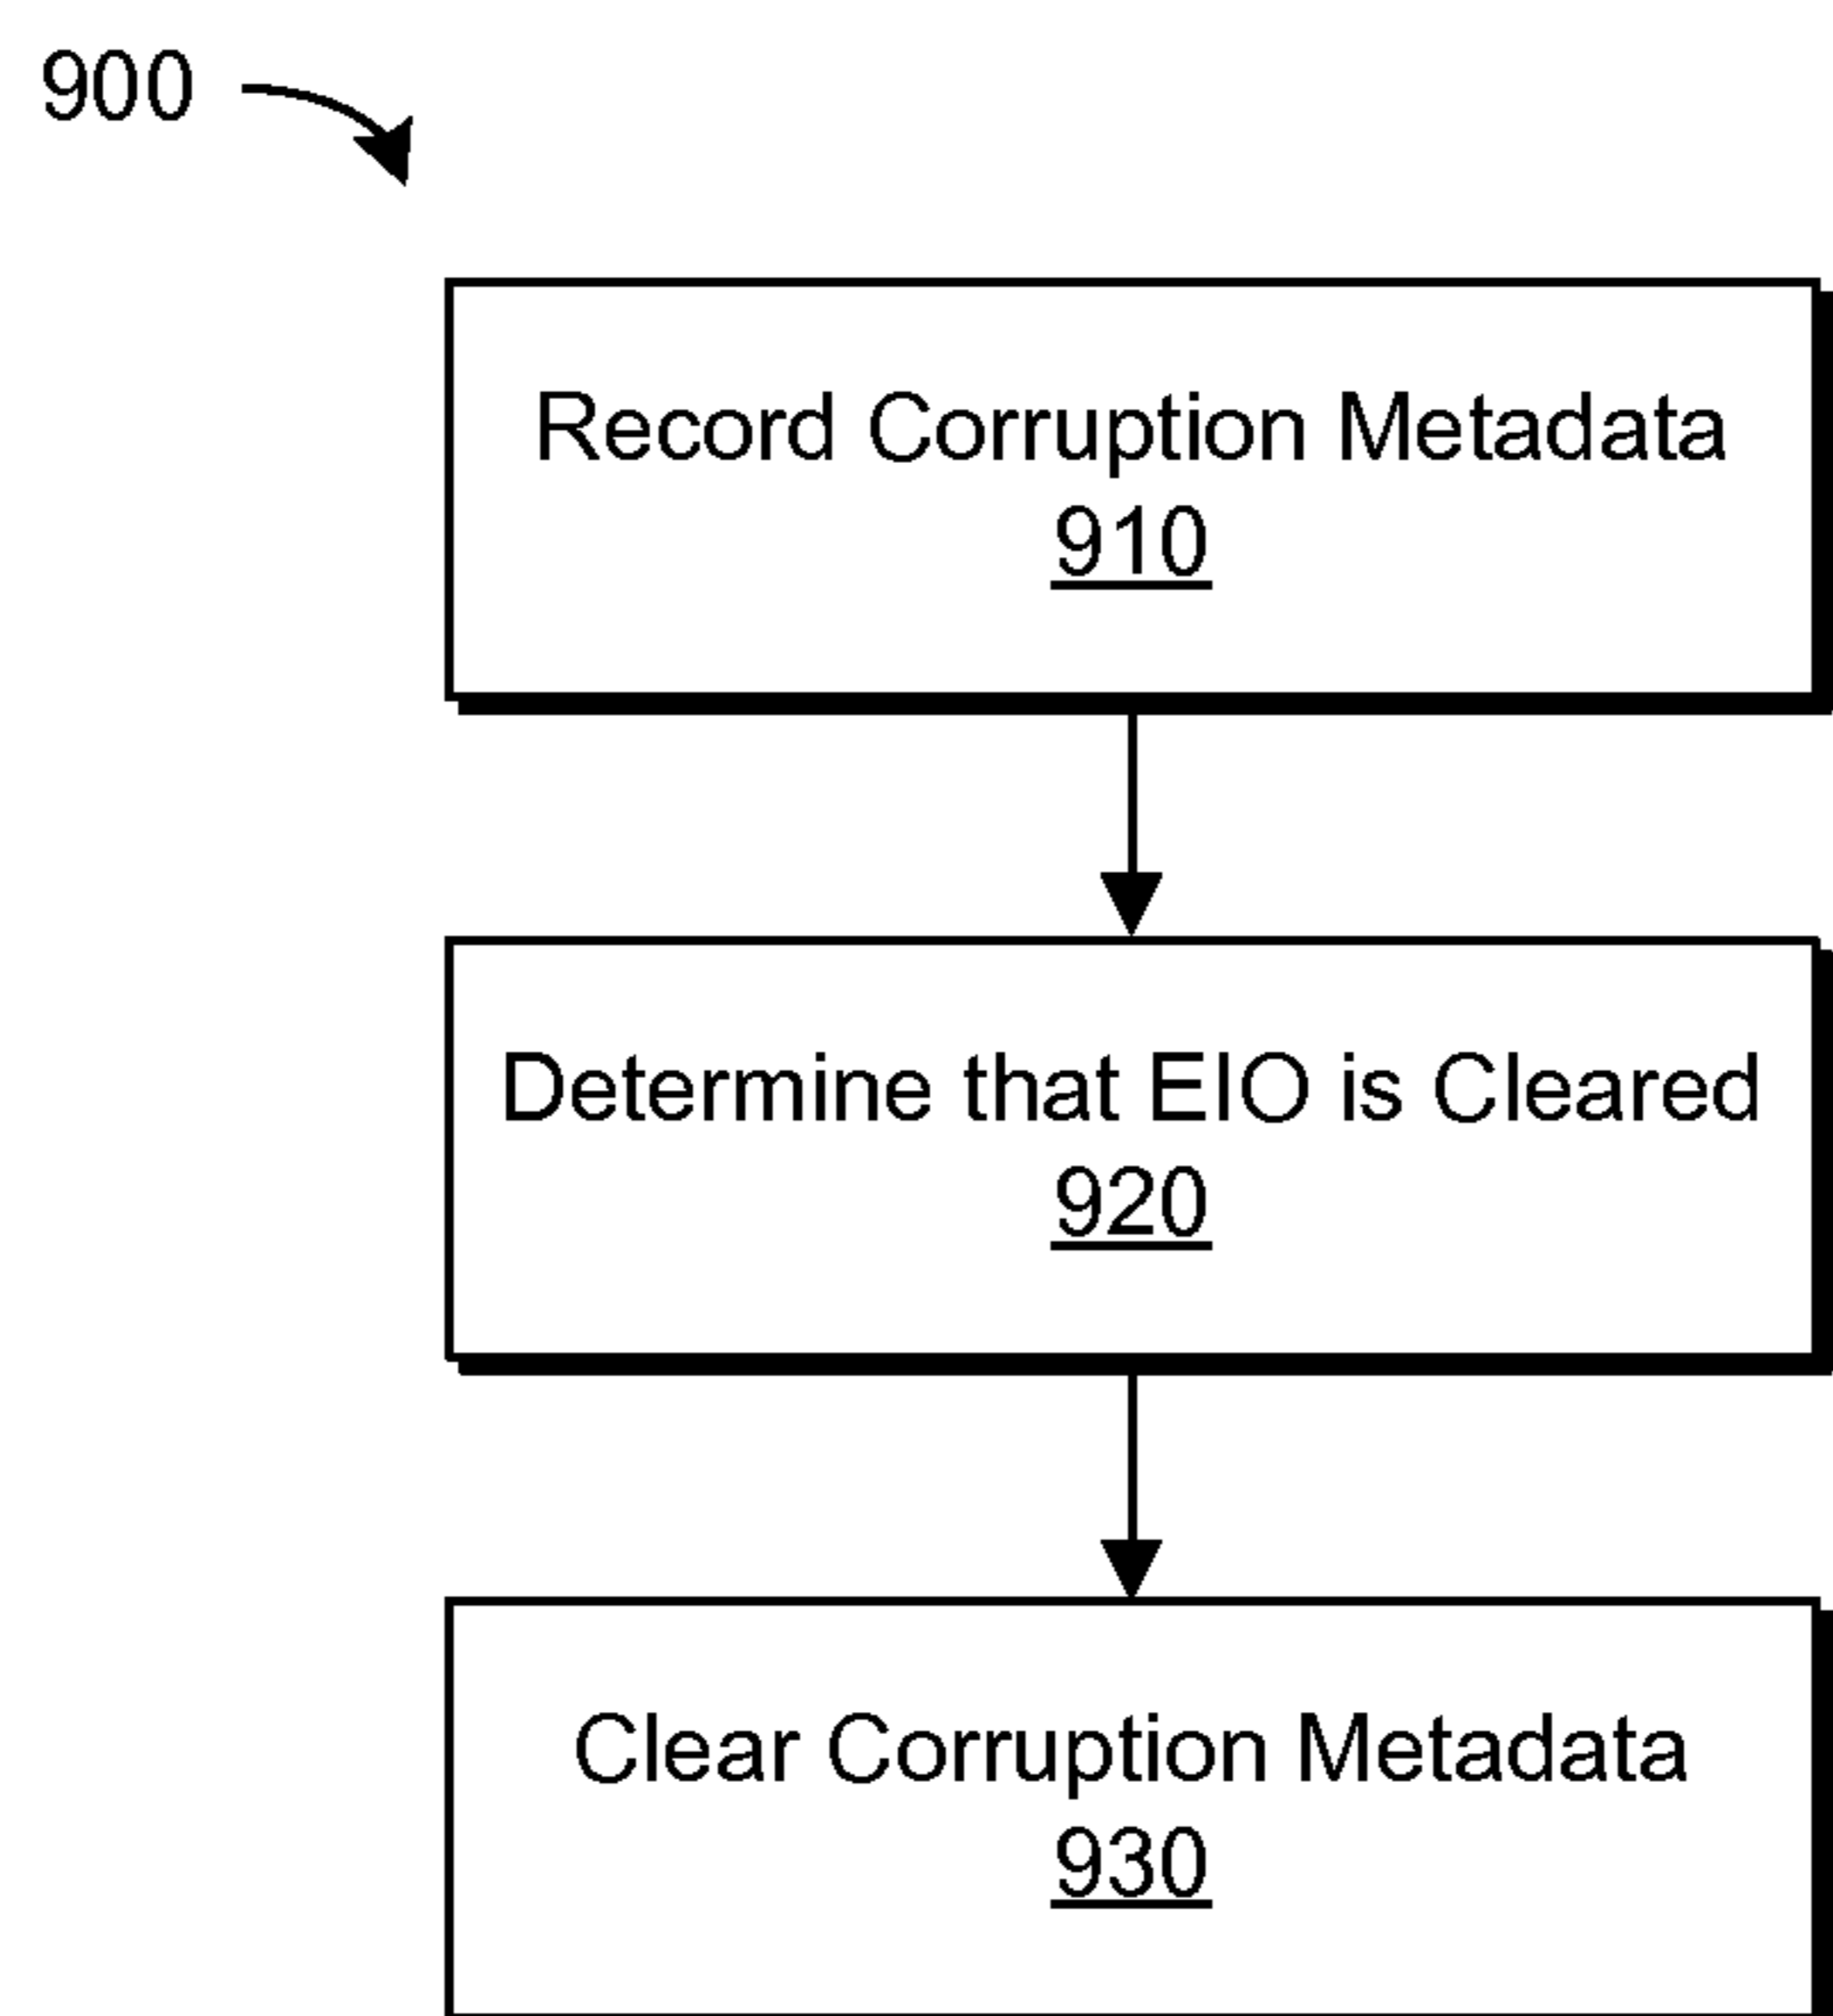 900
Record Corruption Metadata
910
Determine that EIO is Cleared
920
Clear Corruption Metadata
930